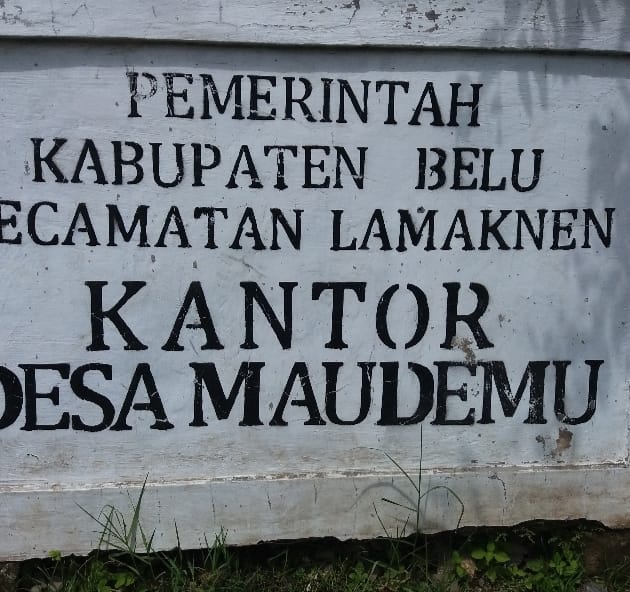 PEMERINTAH
KABUPATEN BELU
ECAMATAN LAMAKNEN
KANTOR
DESA MAUDEMU